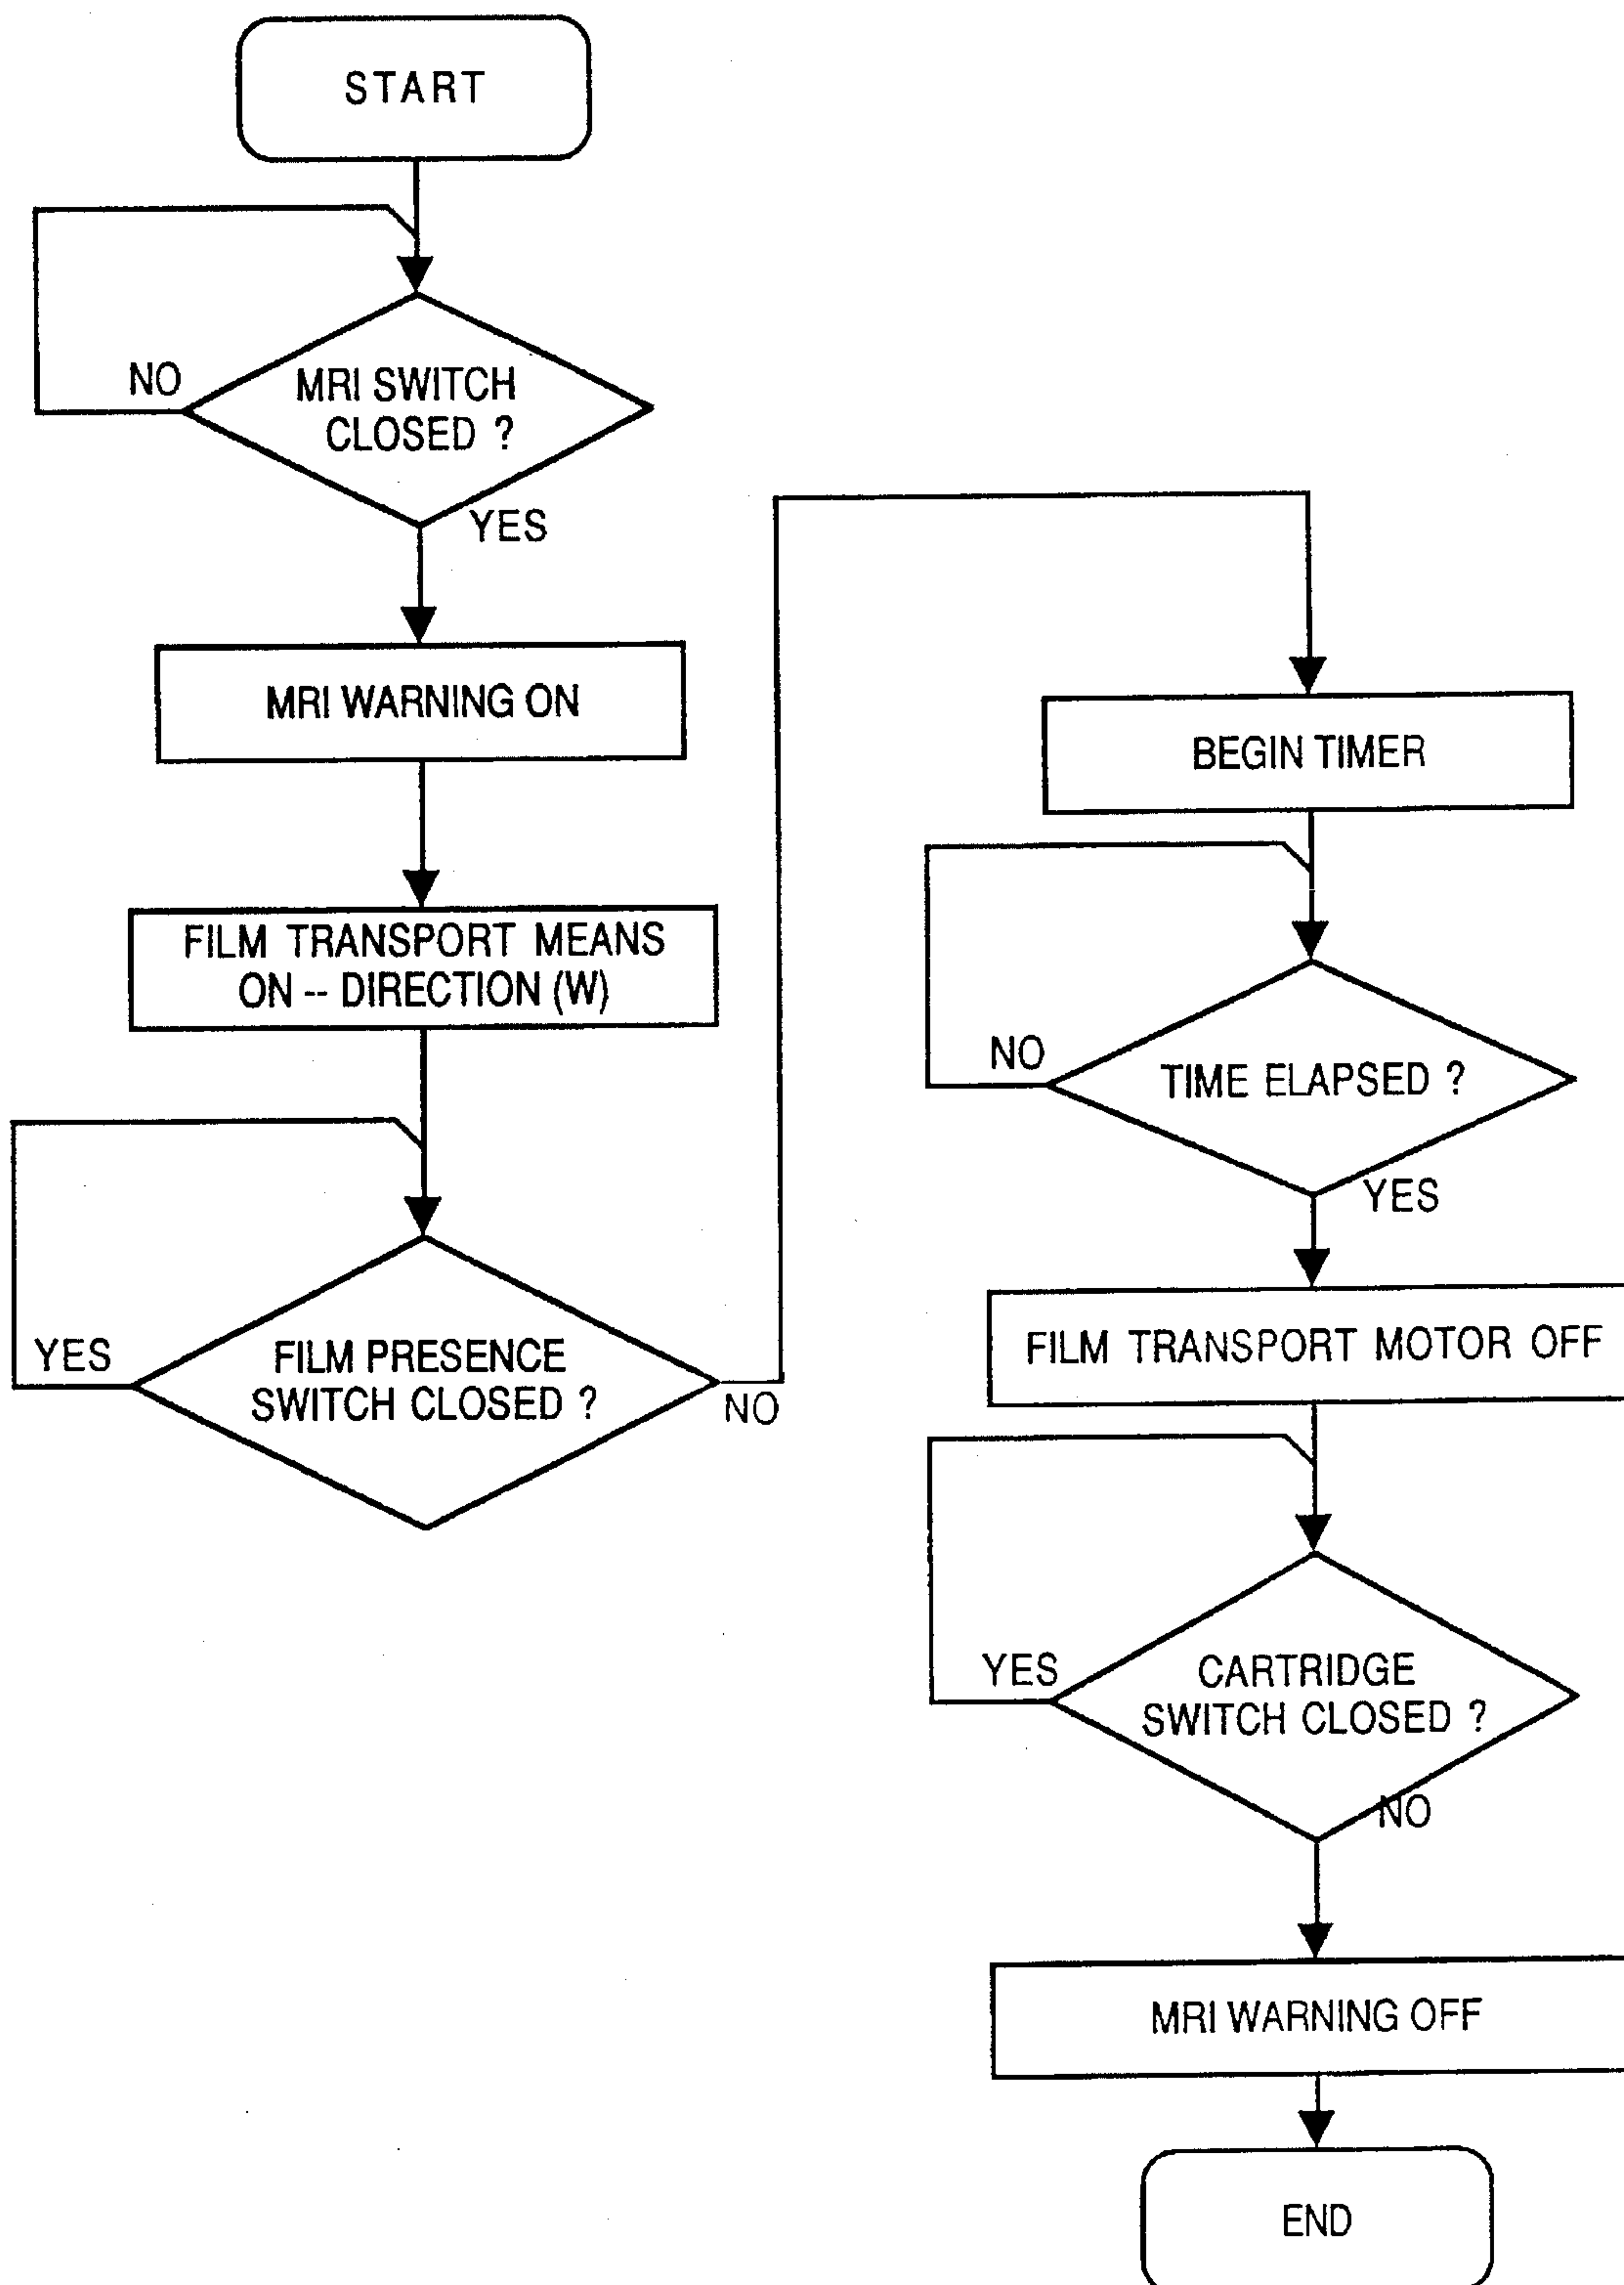 START
NO
MRI SWITCH
CLOSED ?
YES
MRI WARNING ON
FILM TRANSPORT MEANS
ON -- DIRECTION (W)
YES
FILM PRESENCE
SWITCH CLOSED ?
NO
BEGIN TIMER
NO
TIME ELAPSED ?
YES
FILM TRANSPORT MOTOR OFF
YES
CARTRIDGE
SWITCH CLOSED ?
NO
MRI WARNING OFF
END